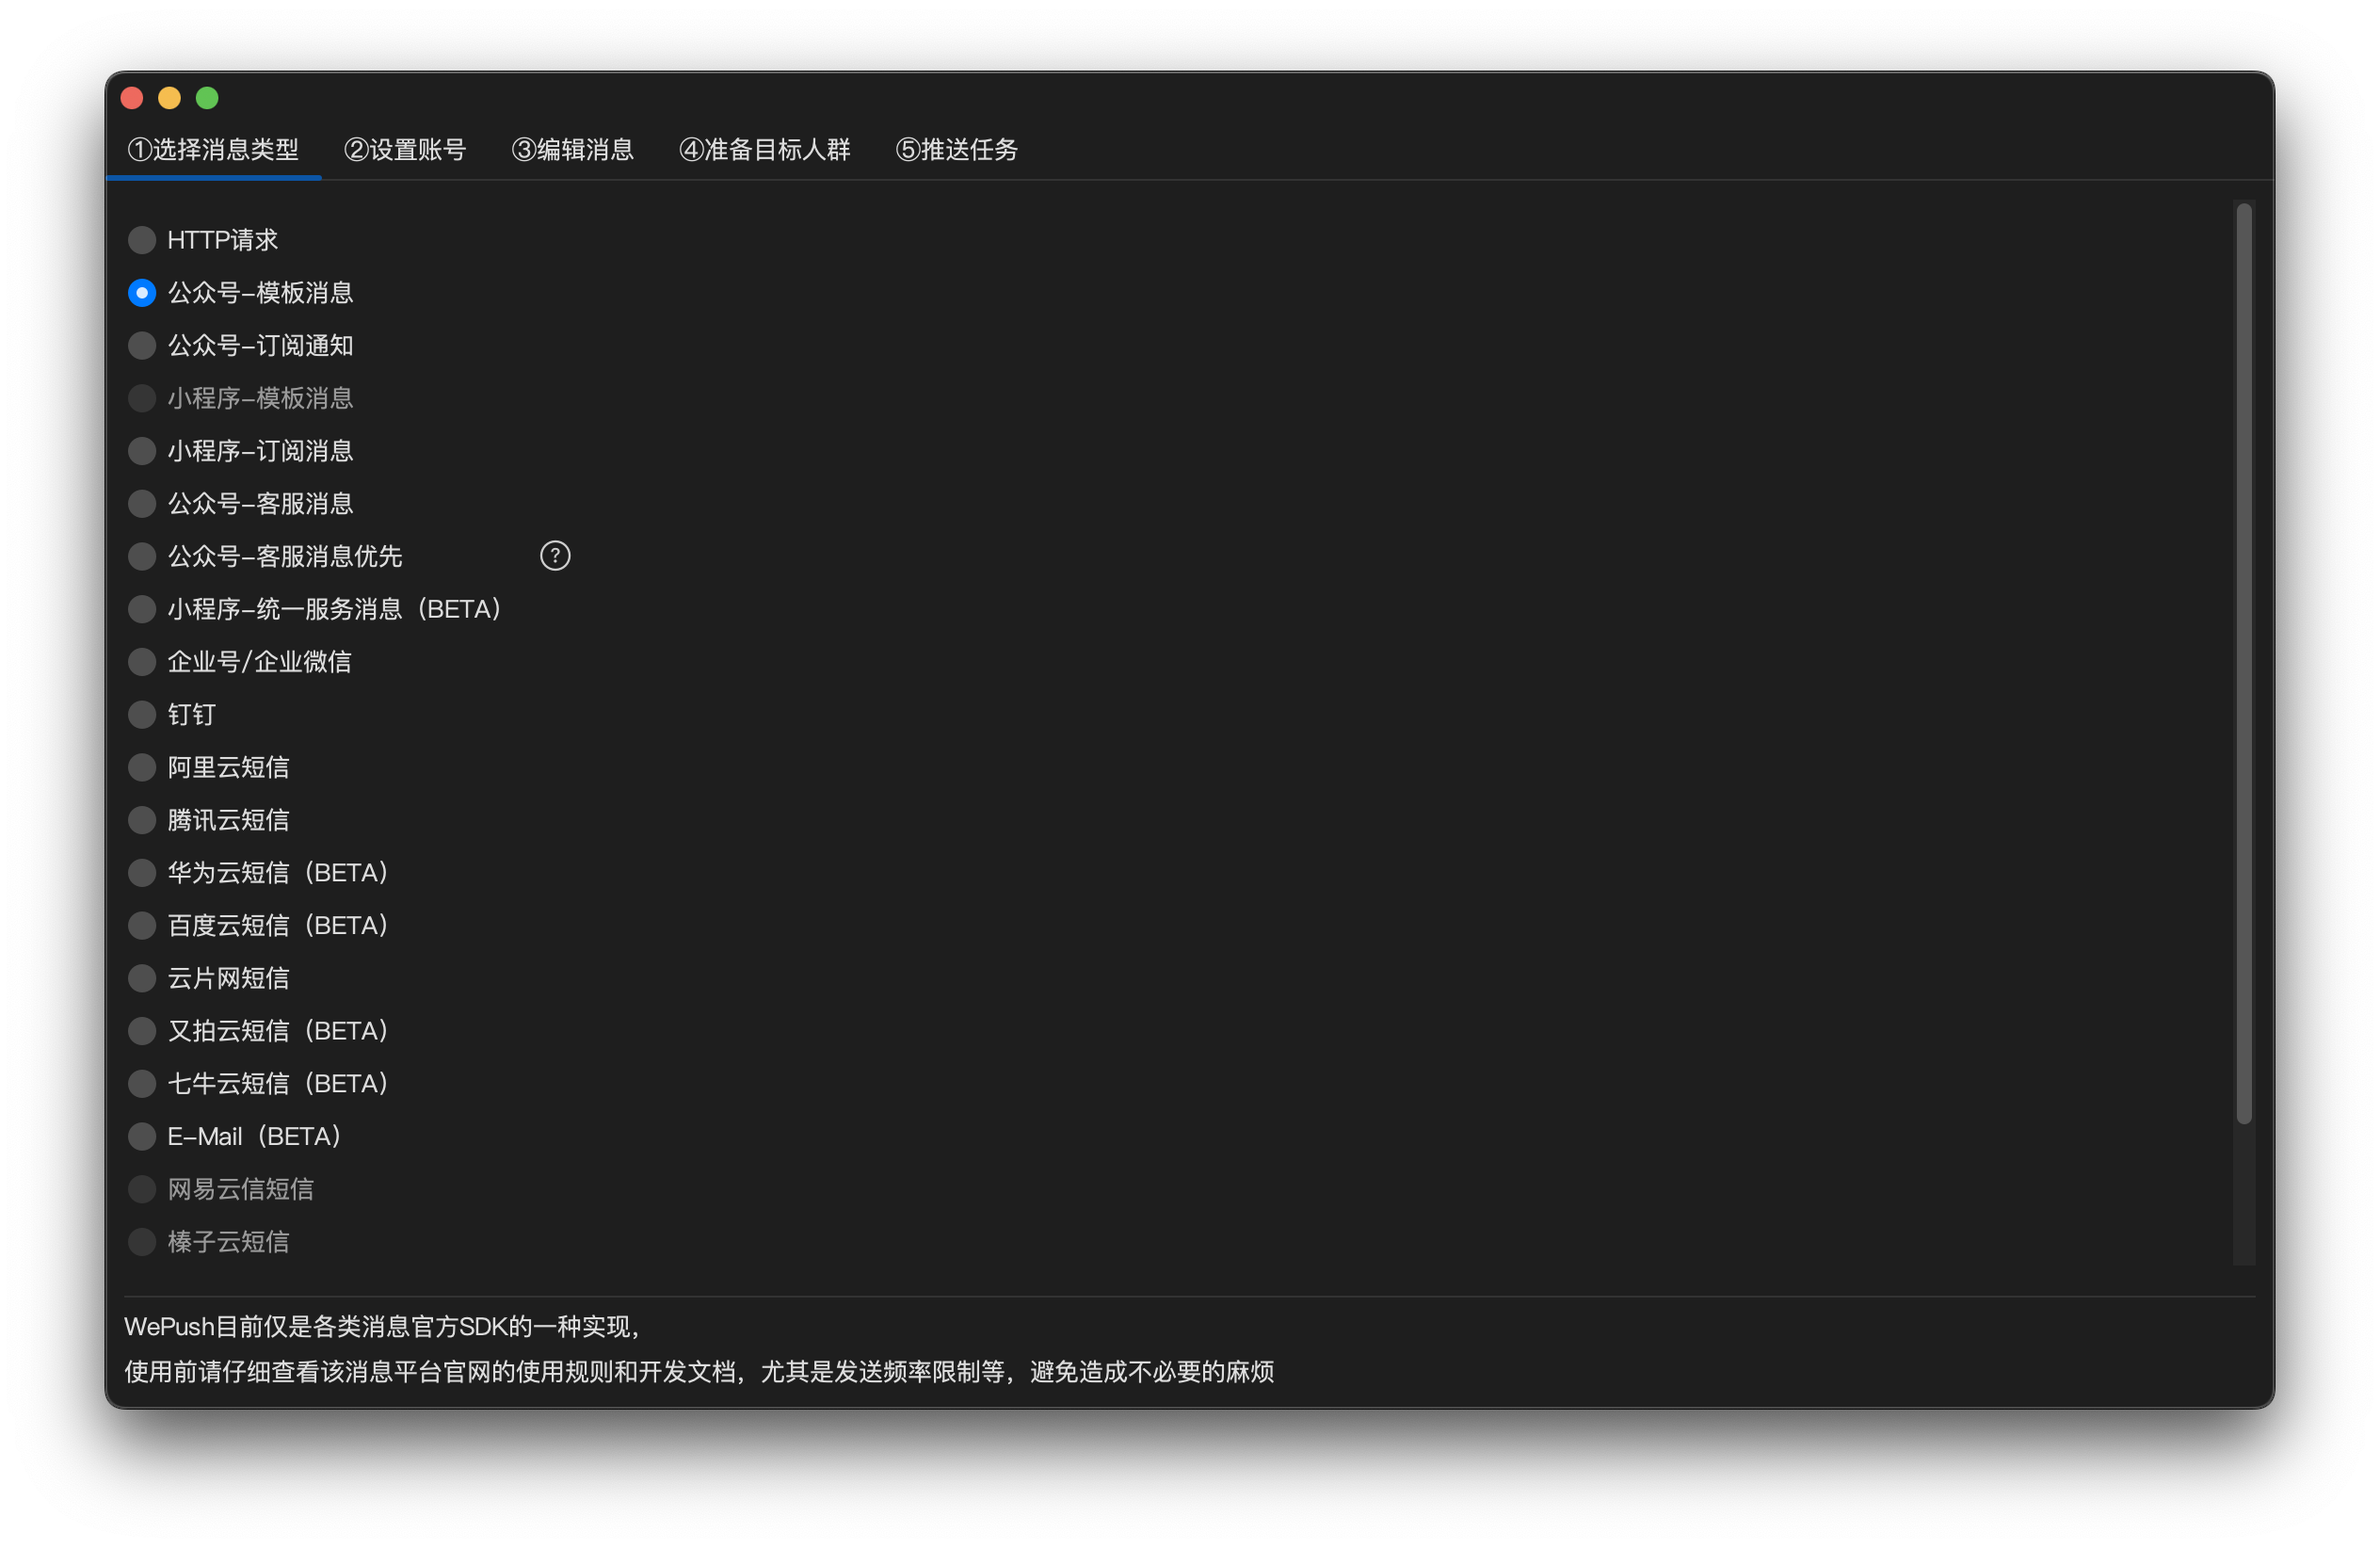 ①选择消息类型 ②设置账号 ③编辑消息 ④准备目标人群 ⑤推送任务
HTTP请求
公众号-模板消息
公众号-订阅通知
小程序-模板消息
小程序-订阅消息
公众号-客服消息
公众号-客服消息优先 ?
小程序-统一服务消息（BETA）
企业号/企业微信
钉钉
阿里云短信
腾讯云短信
华为云短信（BETA）
百度云短信（BETA）
云片网短信
又拍云短信（BETA）
七牛云短信（BETA）
E-Mail（BETA）
网易云信短信
榛子云短信
WePush目前仅是各类消息官方SDK的一种实现，
使用前请仔细查看该消息平台官网的使用规则和开发文档，尤其是发送频率限制等，避免造成不必要的麻烦